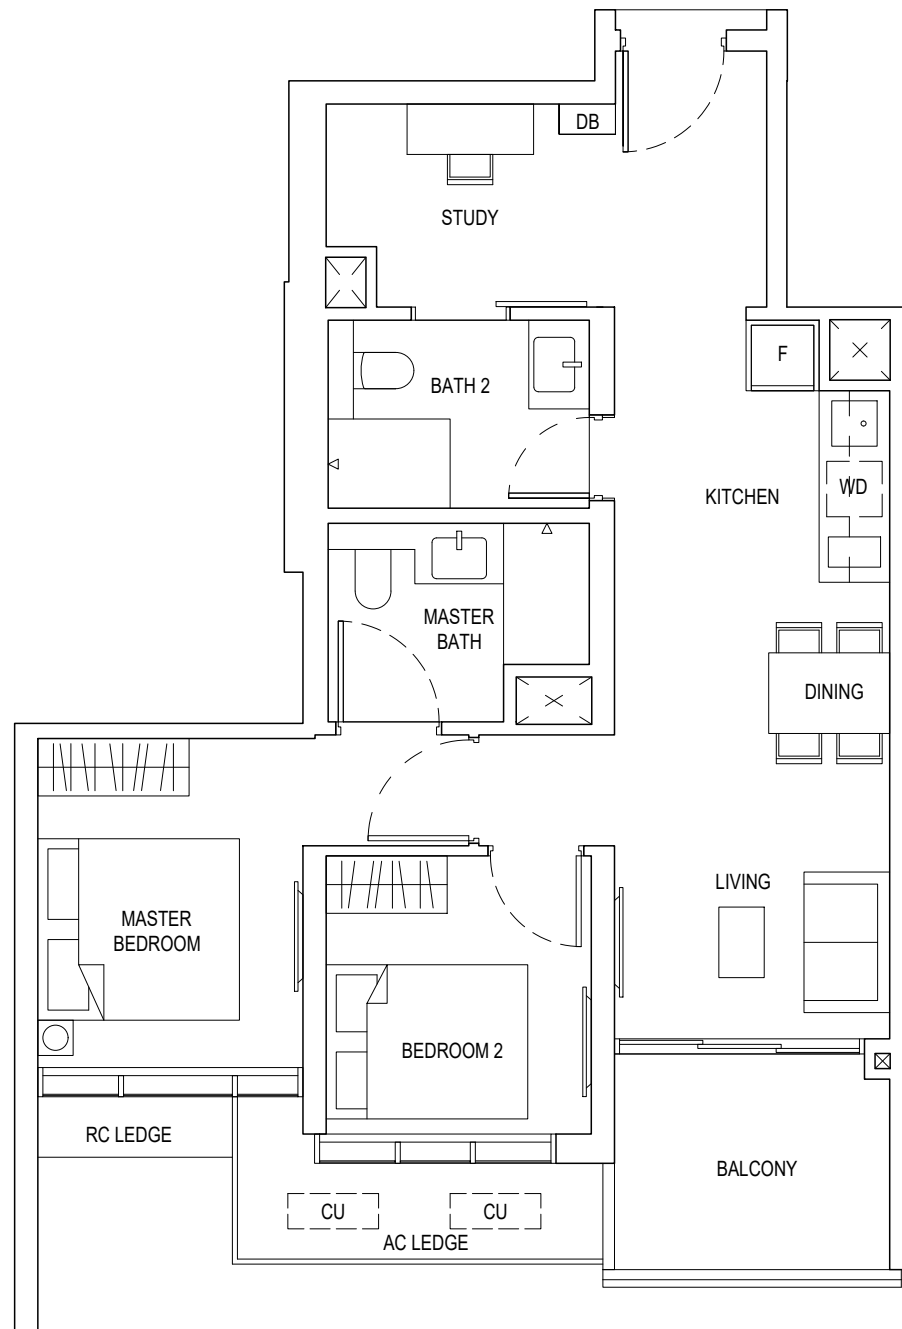 DB
STUDY
F
BATH 2
WD
KITCHEN
MASTER
BATH
DINING
LIVING
MASTER
BEDROOM
BEDROOM 2
RC LEDGE
BALCONY
CU
CU
AC LEDGE